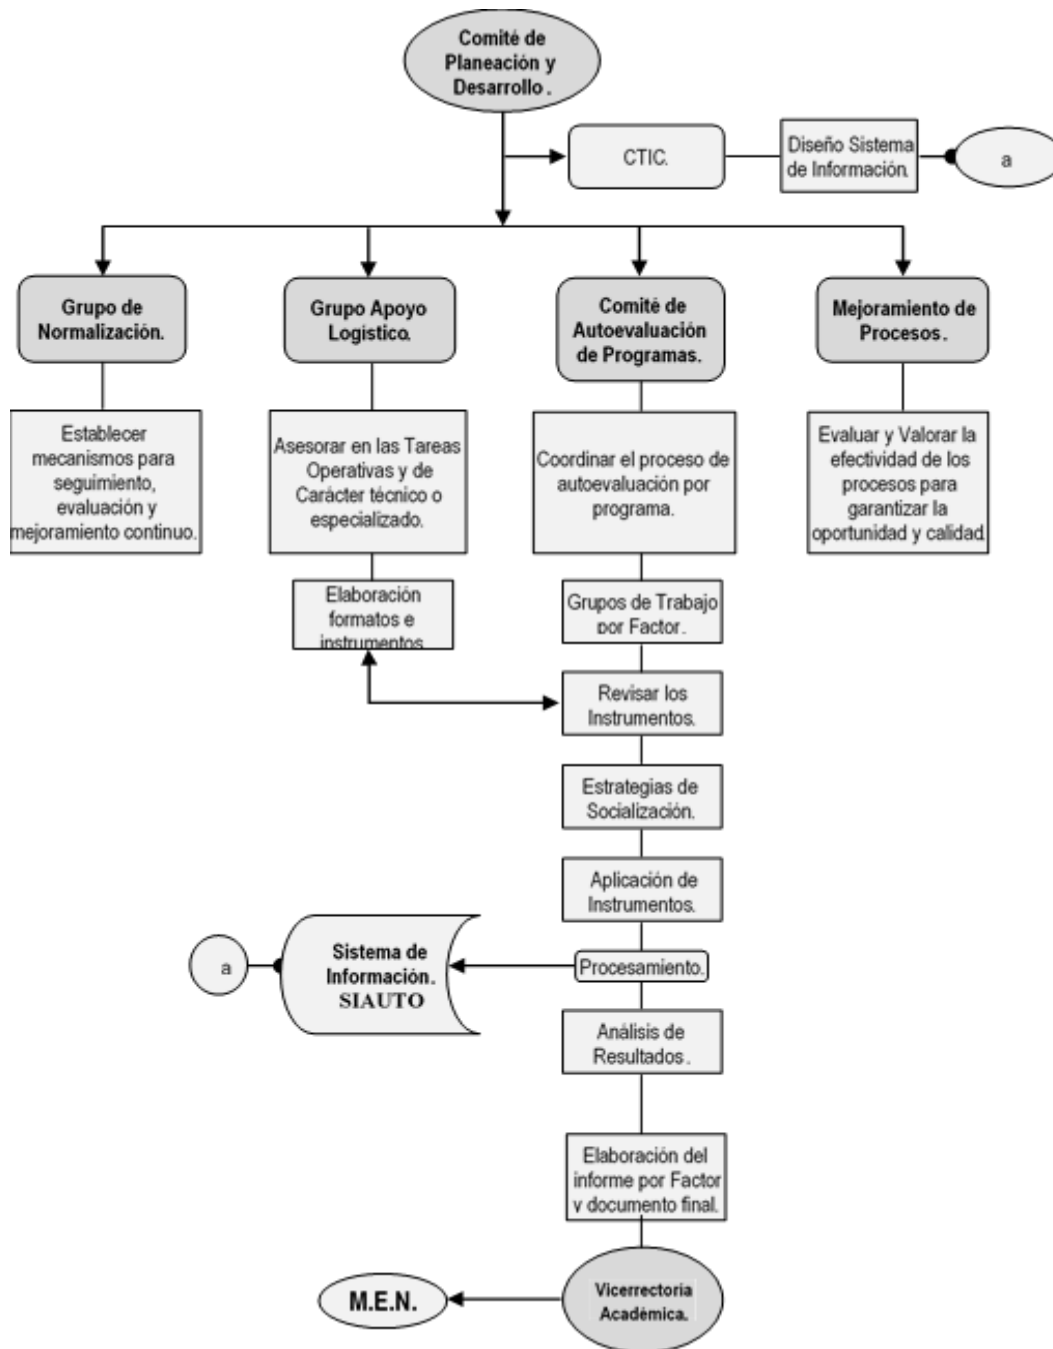 Comité de
Planeación y
Desarrollo.
CTIC.
Diseño Sistema
de Información.
a
Grupo de
Normalización.
Grupo Apoyo
Logístico.
Comité de
Autoevaluación
de Programas.
Mejoramiento de
Procesos.
Establecer
mecanismos para
seguimiento,
evaluación y
mejoramiento continuo.
Asesorar en las Tareas
Operativas y de
Carácter técnico o
especializado.
Coordinar el proceso de
autoevaluación por
programa.
Evaluar y Valorar la
efectividad de los
procesos para
garantizar la
oportunidad y calidad.
Elaboración
formatos e
instrumentos
Grupos de Trabajo
por Factor.
Revisar los
Instrumentos.
Estrategias de
Socialización.
Aplicación de
Instrumentos.
a
Sistema de
Información.
SIAUTO
Procesamiento.
Análisis de
Resultados.
Elaboración del
informe por Factor
y documento final.
M.E.N.
Vicerrectoría
Académica.